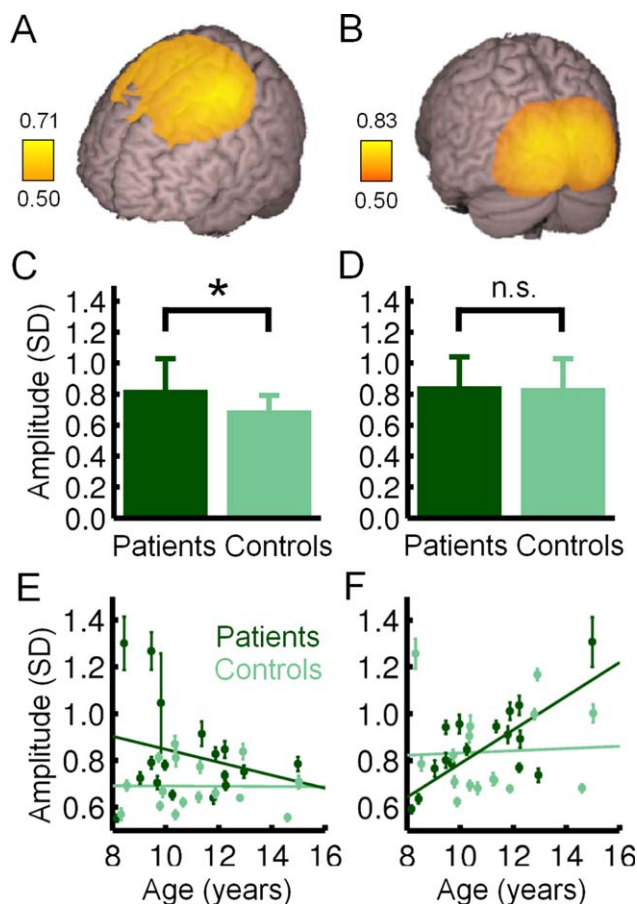 A
B
0.71
0.50
0.83
0.50
C
D
Amplitude (SD)
1.4
1.2
1.0
0.8
0.6
0.4
0.2
0.0
*
Patients Controls
1.4
1.2
1.0
0.8
0.6
0.4
0.2
0.0
n.s.
Patients Controls
E
F
Amplitude (SD)
1.4
1.2
1.0
0.8
0.6
Patients
Controls
8 10 12 14 16
Age (years)
1.4
1.2
1.0
0.8
0.6
8 10 12 14 16
Age (years)